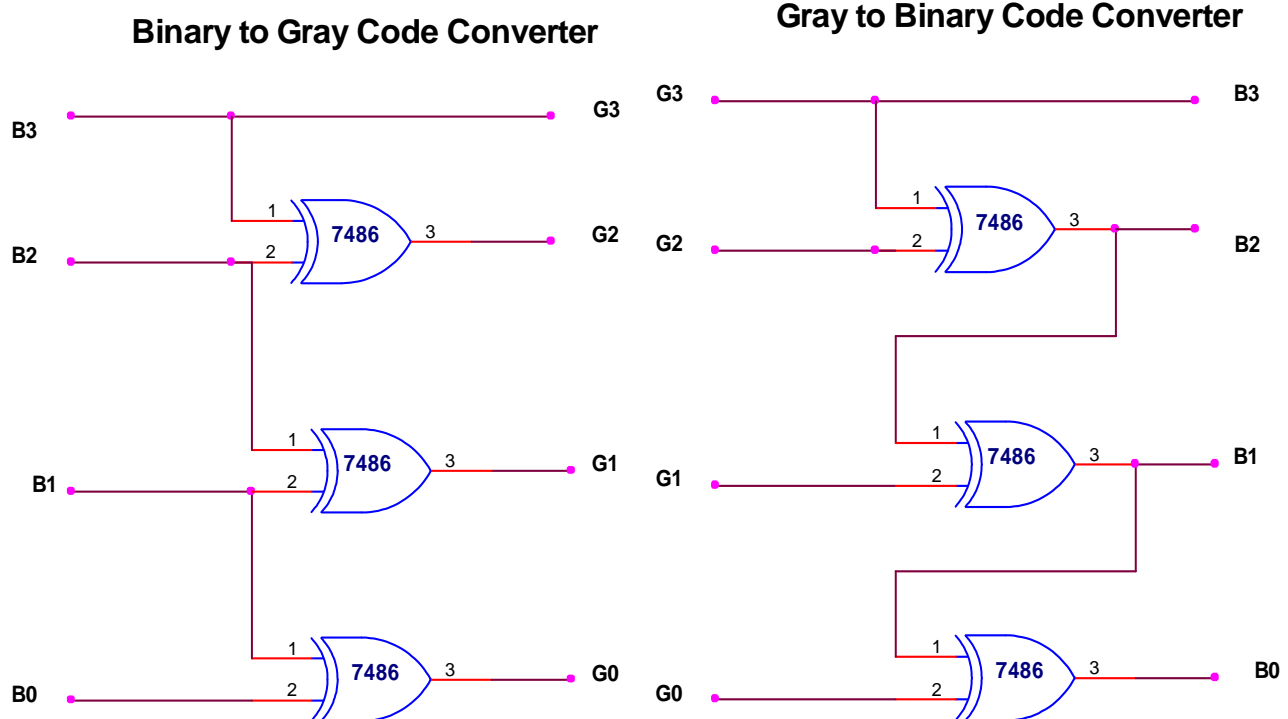 Binary to Gray Code Converter
B3
G3
1
7486
3
G2
B2
2
1
7486
3
G1
B1
2
1
7486
3
G0
B0
2
Gray to Binary Code Converter
G3
B3
1
7486
3
B2
G2
2
1
7486
3
B1
G1
2
1
7486
3
B0
G0
2